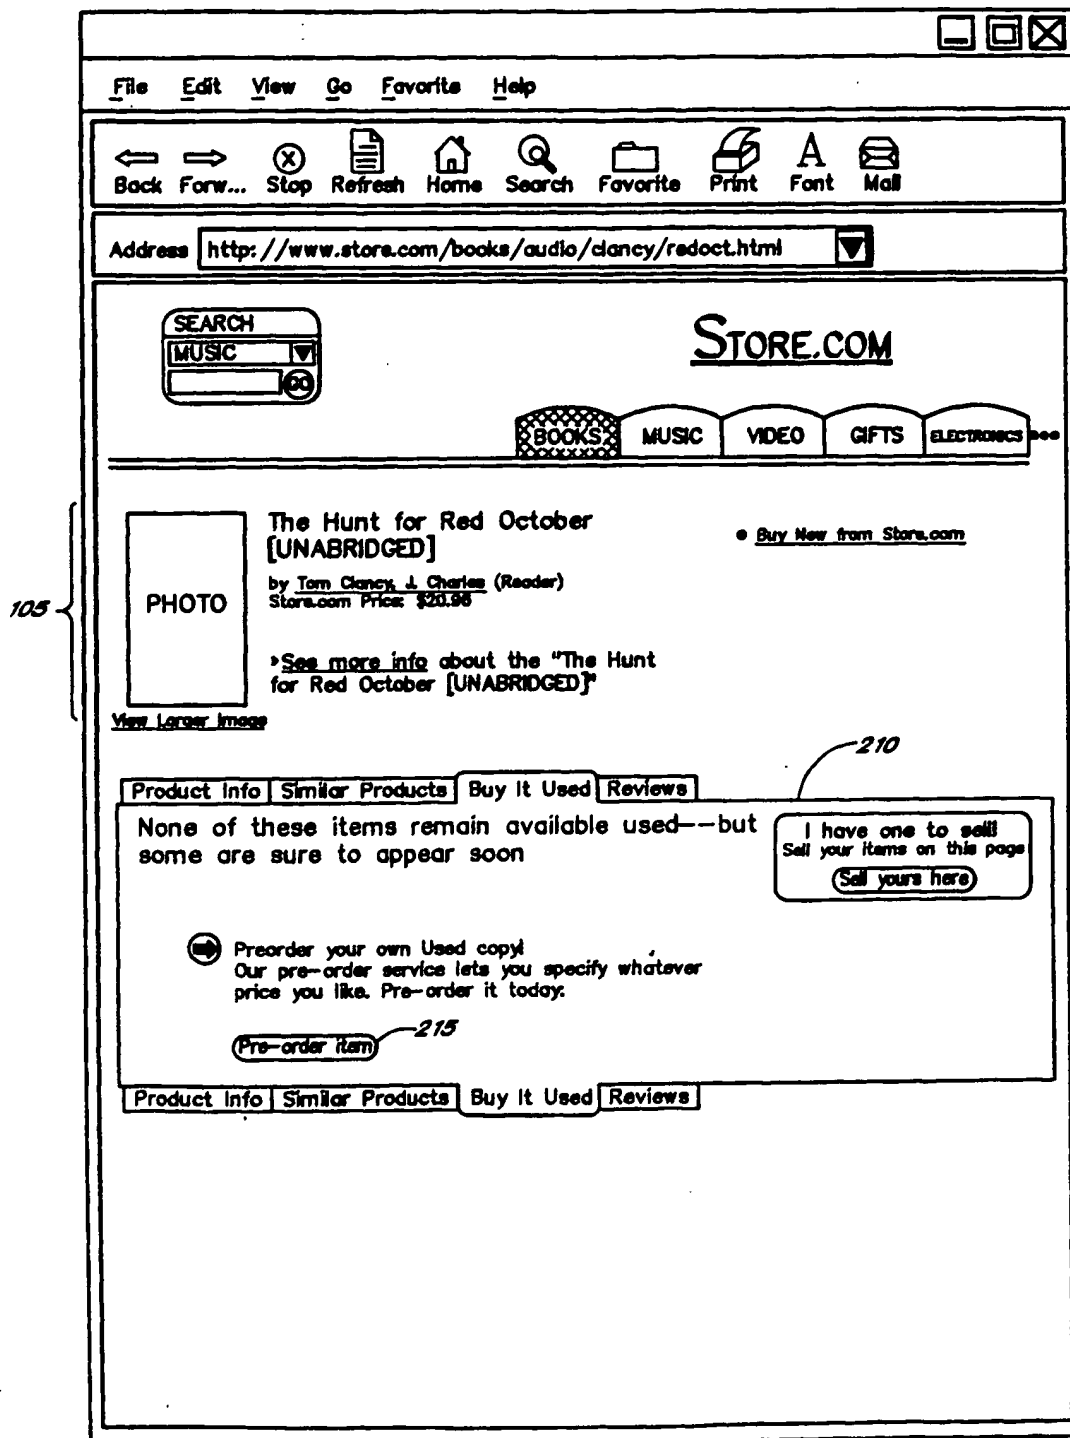 File Edit View Go Favorite Help
Back Forw... Stop Refresh Home Search Favorite Print Font Mail
Address http://www.store.com/books/audio/clancy/redoct.html
SEARCH
MUSIC
GO
STORE.COM
BOOKS MUSIC VIDEO GIFTS ELECTRONICS
105
PHOTO
View Larger Image
The Hunt for Red October
[UNABRIDGED]
by Tom Clancy, J. Charles (Reader)
Store.com Price: $20.96
See more info about the "The Hunt
for Red October [UNABRIDGED]"
Buy New from Store.com
210
Product Info Similar Products Buy It Used Reviews
None of these items remain available used--but
some are sure to appear soon
I have one to sell!
Sell your items on this page
Sell yours here
Preorder your own Used copy!
Our pre-order service lets you specify whatever
price you like. Pre-order it today.
215
Pre-order item
Product Info Similar Products Buy It Used Reviews